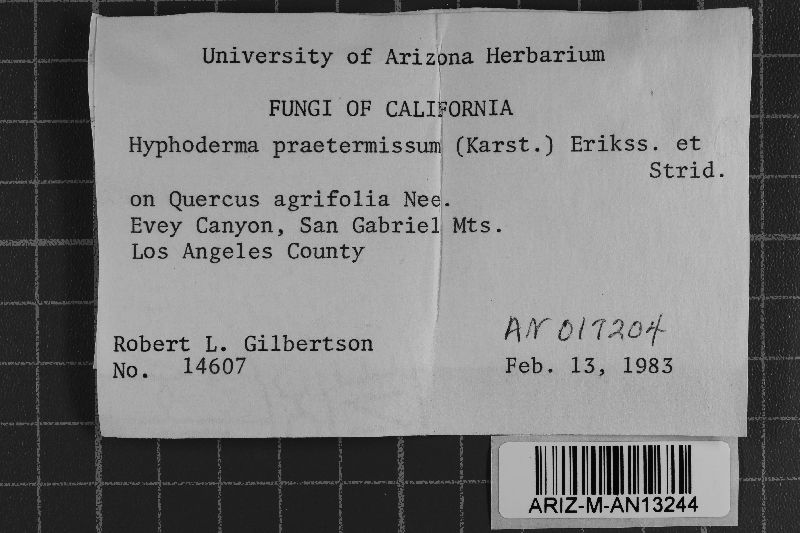 University of Arizona Herbarium
FUNGI OF CALIFORNIA
Hyphoderma praetermissum (Karst.) Erikss. et
Strid.
on Quercus agrifolia Nee.
Evey Canyon, San Gabriel Mts.
Los Angeles County
AN 017204
Robert L. Gilbertson
No. 14607
Feb. 13, 1983
ARIZ-M-AN13244